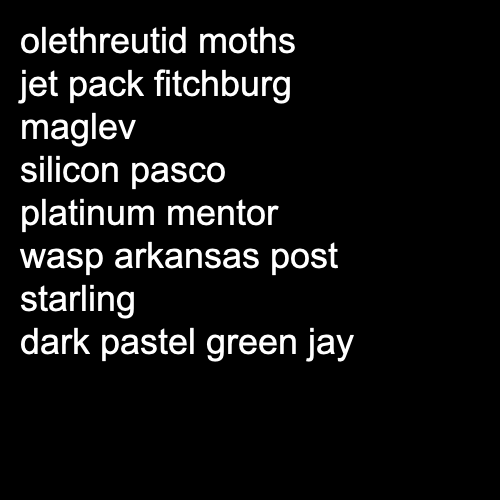 olethreutid moths
jet pack fitchburg
maglev
silicon pasco
platinum mentor
wasp arkansas post
starling
dark pastel green jay